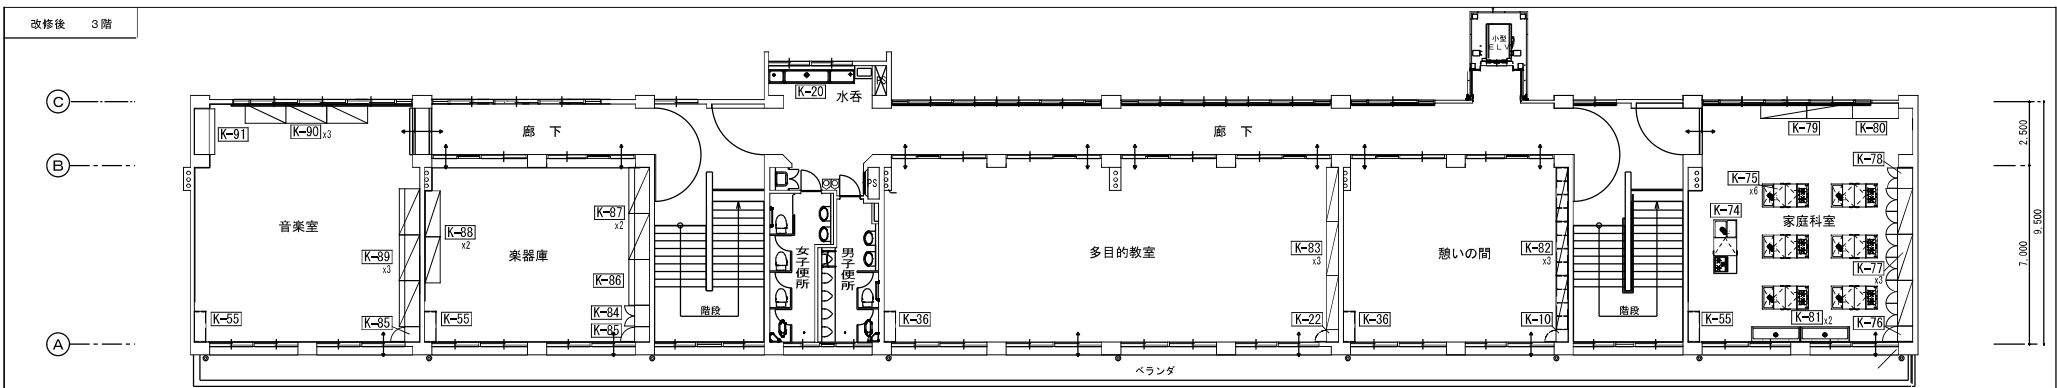 改修後 3階
小型
ELV
C
K-20
水呑
PS
K-91
K-90 x3
廊下
廊下
K-79
K-80
2,500
B
K-78
PS
K-75
x6
9,500
K-87
x2
K-74
音楽室
K-88
x2
家庭科室
K-89
x3
楽器庫
女子便所
男子便所
多目的教室
K-83
x3
憩いの間
K-82
x3
7,000
K-86
K-77
x3
K-55
K-85
K-55
K-84
K-85
階段
K-36
K-22
K-36
K-10
階段
K-55
K-81 x2
K-76
A
ベランダ